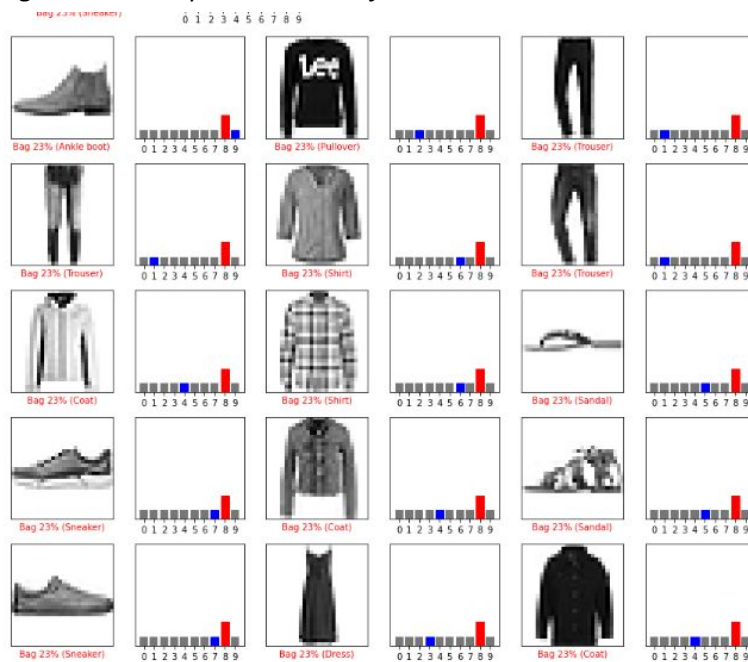 Bag 23% (Sneaker)
0 1 2 3 4 5 6 7 8 9
Lee
Bag 23% (Ankle boot)
0 1 2 3 4 5 6 7 8 9
Bag 23% (Pullover)
0 1 2 3 4 5 6 7 8 9
Bag 23% (Trouser)
0 1 2 3 4 5 6 7 8 9
Bag 23% (Trouser)
0 1 2 3 4 5 6 7 8 9
Bag 23% (Shirt)
0 1 2 3 4 5 6 7 8 9
Bag 23% (Trouser)
0 1 2 3 4 5 6 7 8 9
Bag 23% (Coat)
0 1 2 3 4 5 6 7 8 9
Bag 23% (Shirt)
0 1 2 3 4 5 6 7 8 9
Bag 23% (Sandal)
0 1 2 3 4 5 6 7 8 9
Bag 23% (Sneaker)
0 1 2 3 4 5 6 7 8 9
Bag 23% (Coat)
0 1 2 3 4 5 6 7 8 9
Bag 23% (Sandal)
0 1 2 3 4 5 6 7 8 9
Bag 23% (Sneaker)
0 1 2 3 4 5 6 7 8 9
Bag 23% (Dress)
0 1 2 3 4 5 6 7 8 9
Bag 23% (Coat)
0 1 2 3 4 5 6 7 8 9